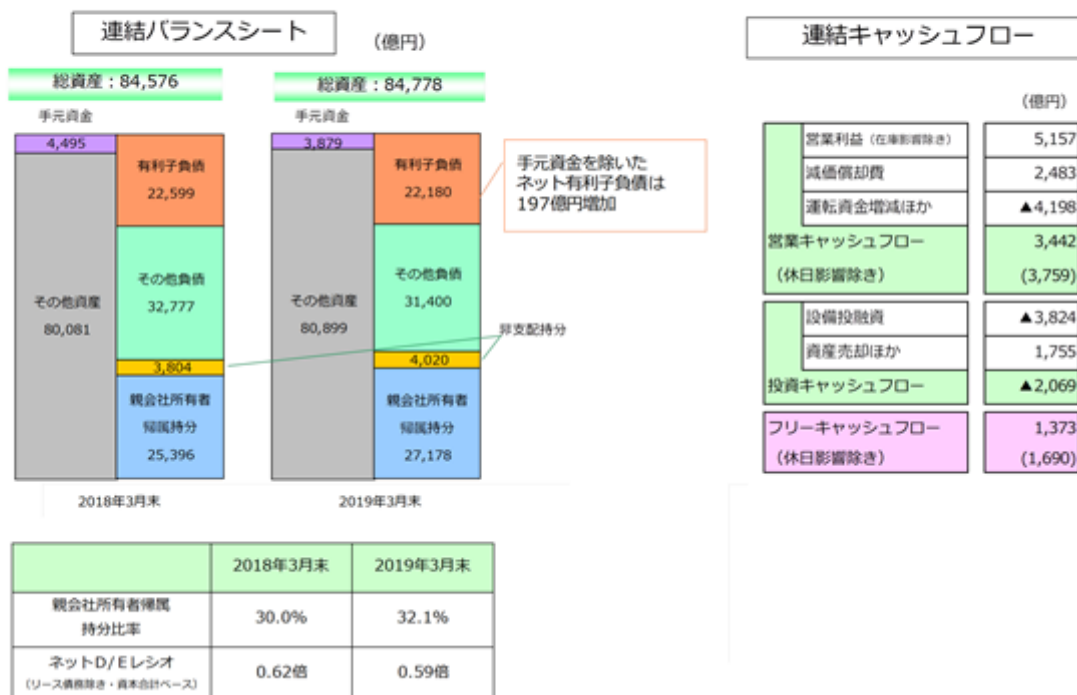 連結バランスシート
(億円)
総資産:84,576
総資産:84,778
手元資金
手元資金
4,495
有利子負債
22,599
その他負債
32,777
その他資産
80,081
3,804
親会社所有者
帰属持分
25,396
3,879
有利子負債
22,180
その他負債
31,400
その他資産
80,899
4,020
親会社所有者
帰属持分
27,178
手元資金を除いた
ネット有利子負債は
197億円増加
非支配持分
2018年3月末
2019年3月末
2018年3月末 2019年3月末
親会社所有者帰属
持分比率
30.0% 32.1%
ネットD/Eレシオ
(リース債務除き・資本合計ベース)
0.62倍 0.59倍
連結キャッシュフロー
(億円)
営業利益(在庫影響除き) 5,157
減価償却費 2,483
運転資金増減ほか ▲4,198
営業キャッシュフロー 3,442
(休日影響除き) (3,759)
設備投融資 ▲3,824
資産売却ほか 1,755
投資キャッシュフロー ▲2,069
フリーキャッシュフロー 1,373
(休日影響除き) (1,690)